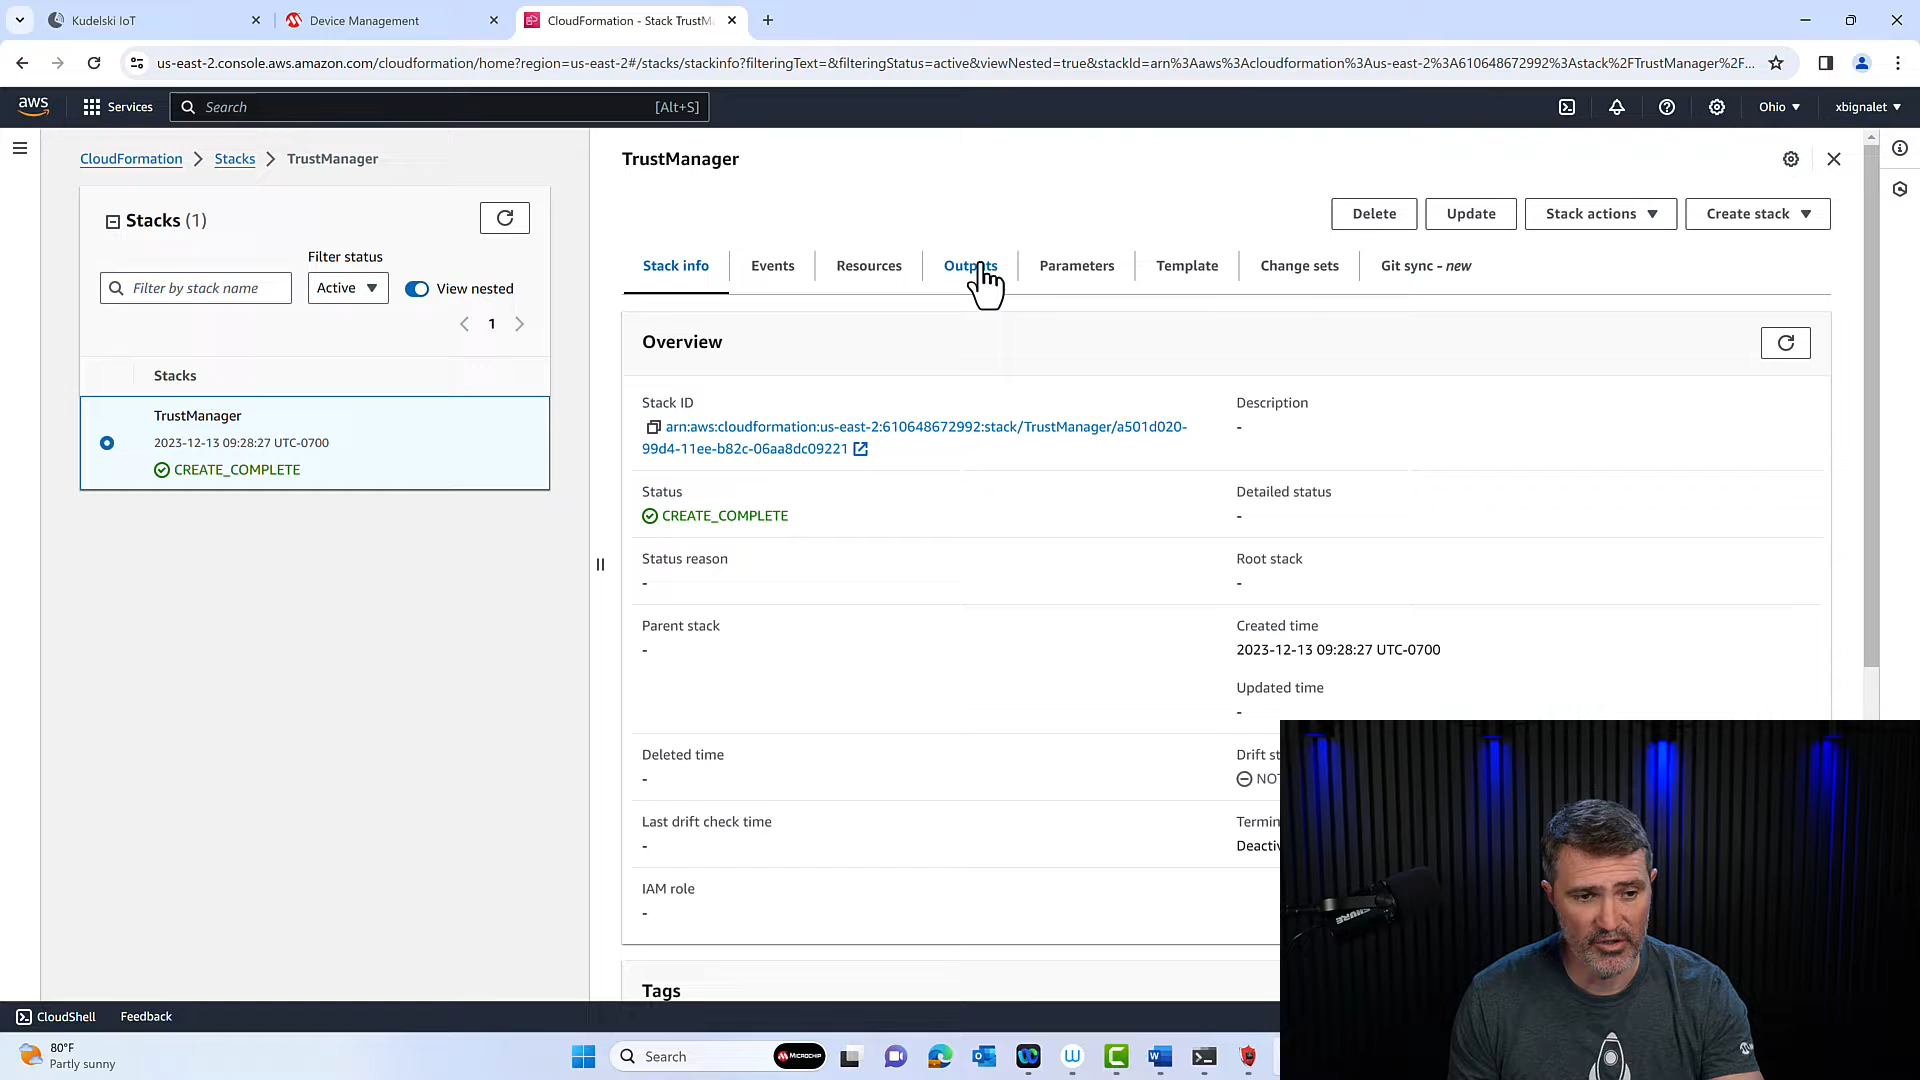 Kudelski IoT
Device Management
CloudFormation - Stack TrustM
us-east-2.console.aws.amazon.com/cloudformation/home?region=us-east-2#/stacks/stackinfo?filteringText=&filteringStatus=active&viewNested=true&stackId=arn%3Aaws%3Acloudformation%3Aus-east-2%3A610648672992%3Astack%2FTrustManager%2F...
aws
Services
Search
[Alt+S]
Ohio
xbignalet
CloudFormation
Stacks
TrustManager
Stacks (1)
Filter status
Filter by stack name
Active
View nested
1
Stacks
TrustManager
2023-12-13 09:28:27 UTC-0700
CREATE_COMPLETE
TrustManager
Delete
Update
Stack actions
Create stack
Stack info
Events
Resources
Outputs
Parameters
Template
Change sets
Git sync - new
Overview
Stack ID
arn:aws:cloudformation:us-east-2:610648672992:stack/TrustManager/a501d020-
99d4-11ee-b82c-06aa8dc09221
Description
-
Status
CREATE_COMPLETE
Detailed status
-
Status reason
-
Root stack
-
Parent stack
-
Created time
2023-12-13 09:28:27 UTC-0700
Updated time
-
Deleted time
-
Drift st
NOT
Last drift check time
-
Termin
Deactiv
IAM role
-
Tags
SHURE
CloudShell
Feedback
80°F
Partly sunny
Search
MICROCHIP